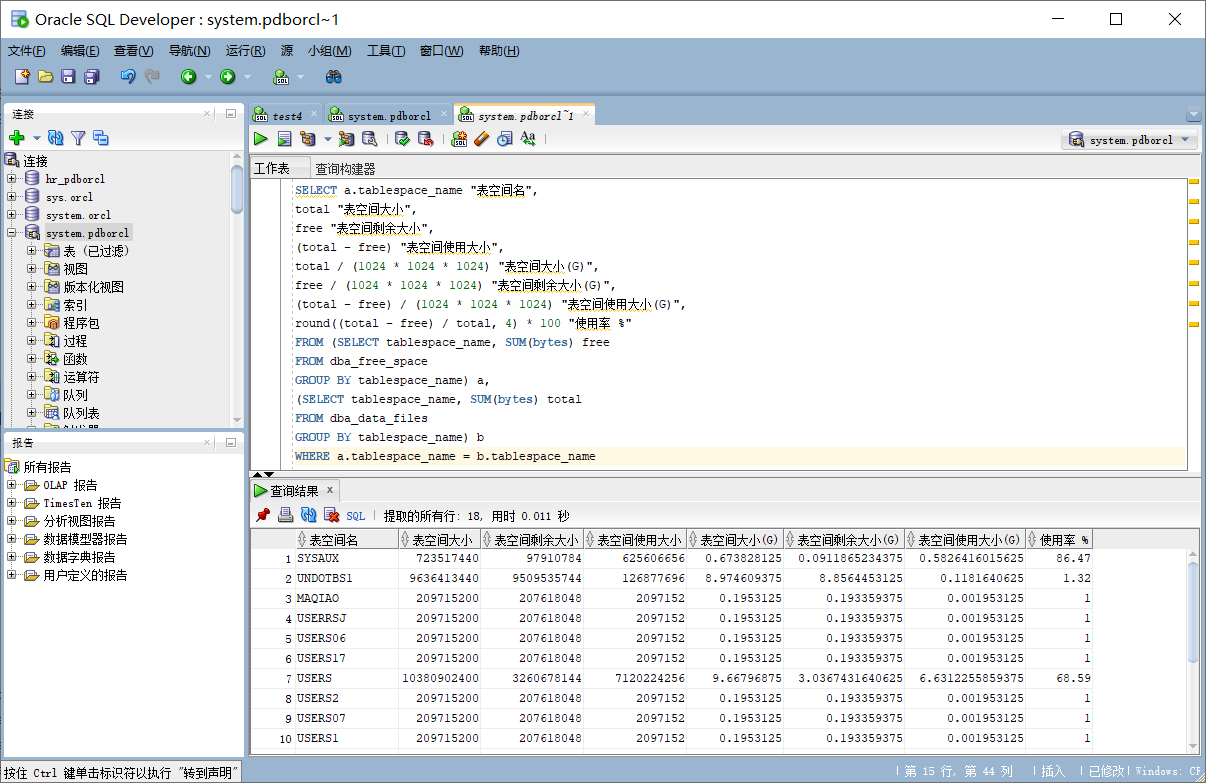 Oracle SQL Developer : system.pdborcl~1
文件(F) 编辑(E) 查看(V) 导航(N) 运行(R) 源 小组(M) 工具(T) 窗口(W) 帮助(H)
连接
连接
hr_pdborcl
sys.orcl
system.orcl
system.pdborcl
表 (已过滤)
视图
版本化视图
索引
程序包
过程
函数
运算符
队列
队列表
报告
所有报告
OLAP 报告
TimesTen 报告
分析视图报告
数据模型器报告
数据字典报告
用户定义的报告
test4 system.pdborcl system.pdborcl~1
system.pdborcl
工作表 查询构建器
SELECT a.tablespace_name "表空间名",
total "表空间大小",
free "表空间剩余大小",
(total - free) "表空间使用大小",
total / (1024 * 1024 * 1024) "表空间大小(G)",
free / (1024 * 1024 * 1024) "表空间剩余大小(G)",
(total - free) / (1024 * 1024 * 1024) "表空间使用大小(G)",
round((total - free) / total, 4) * 100 "使用率 %"
FROM (SELECT tablespace_name, SUM(bytes) free
FROM dba_free_space
GROUP BY tablespace_name) a,
(SELECT tablespace_name, SUM(bytes) total
FROM dba_data_files
GROUP BY tablespace_name) b
WHERE a.tablespace_name = b.tablespace_name
查询结果
SQL | 提取的所有行: 18, 用时 0.011 秒
表空间名 表空间大小 表空间剩余大小 表空间使用大小 表空间大小(G) 表空间剩余大小(G) 表空间使用大小(G) 使用率 %
1 SYSAUX 723517440 97910784 625606656 0.673828125 0.0911865234375 0.5826416015625 86.47
2 UNDOTBS1 9636413440 9509535744 126877696 8.974609375 8.8564453125 0.1181640625 1.32
3 MAQIAO 209715200 207618048 2097152 0.1953125 0.193359375 0.001953125 1
4 USERRSJ 209715200 207618048 2097152 0.1953125 0.193359375 0.001953125 1
5 USERS06 209715200 207618048 2097152 0.1953125 0.193359375 0.001953125 1
6 USERS17 209715200 207618048 2097152 0.1953125 0.193359375 0.001953125 1
7 USERS 10380902400 3260678144 7120224256 9.66796875 3.0367431640625 6.6312255859375 68.59
8 USERS2 209715200 207618048 2097152 0.1953125 0.193359375 0.001953125 1
9 USERS07 209715200 207618048 2097152 0.1953125 0.193359375 0.001953125 1
10 USERS1 209715200 207618048 2097152 0.1953125 0.193359375 0.001953125 1
按住 Ctrl 键单击标识符以执行 "转到声明" | 第 15 行, 第 44 列 | 插入 | 已修改 | Windows: CR